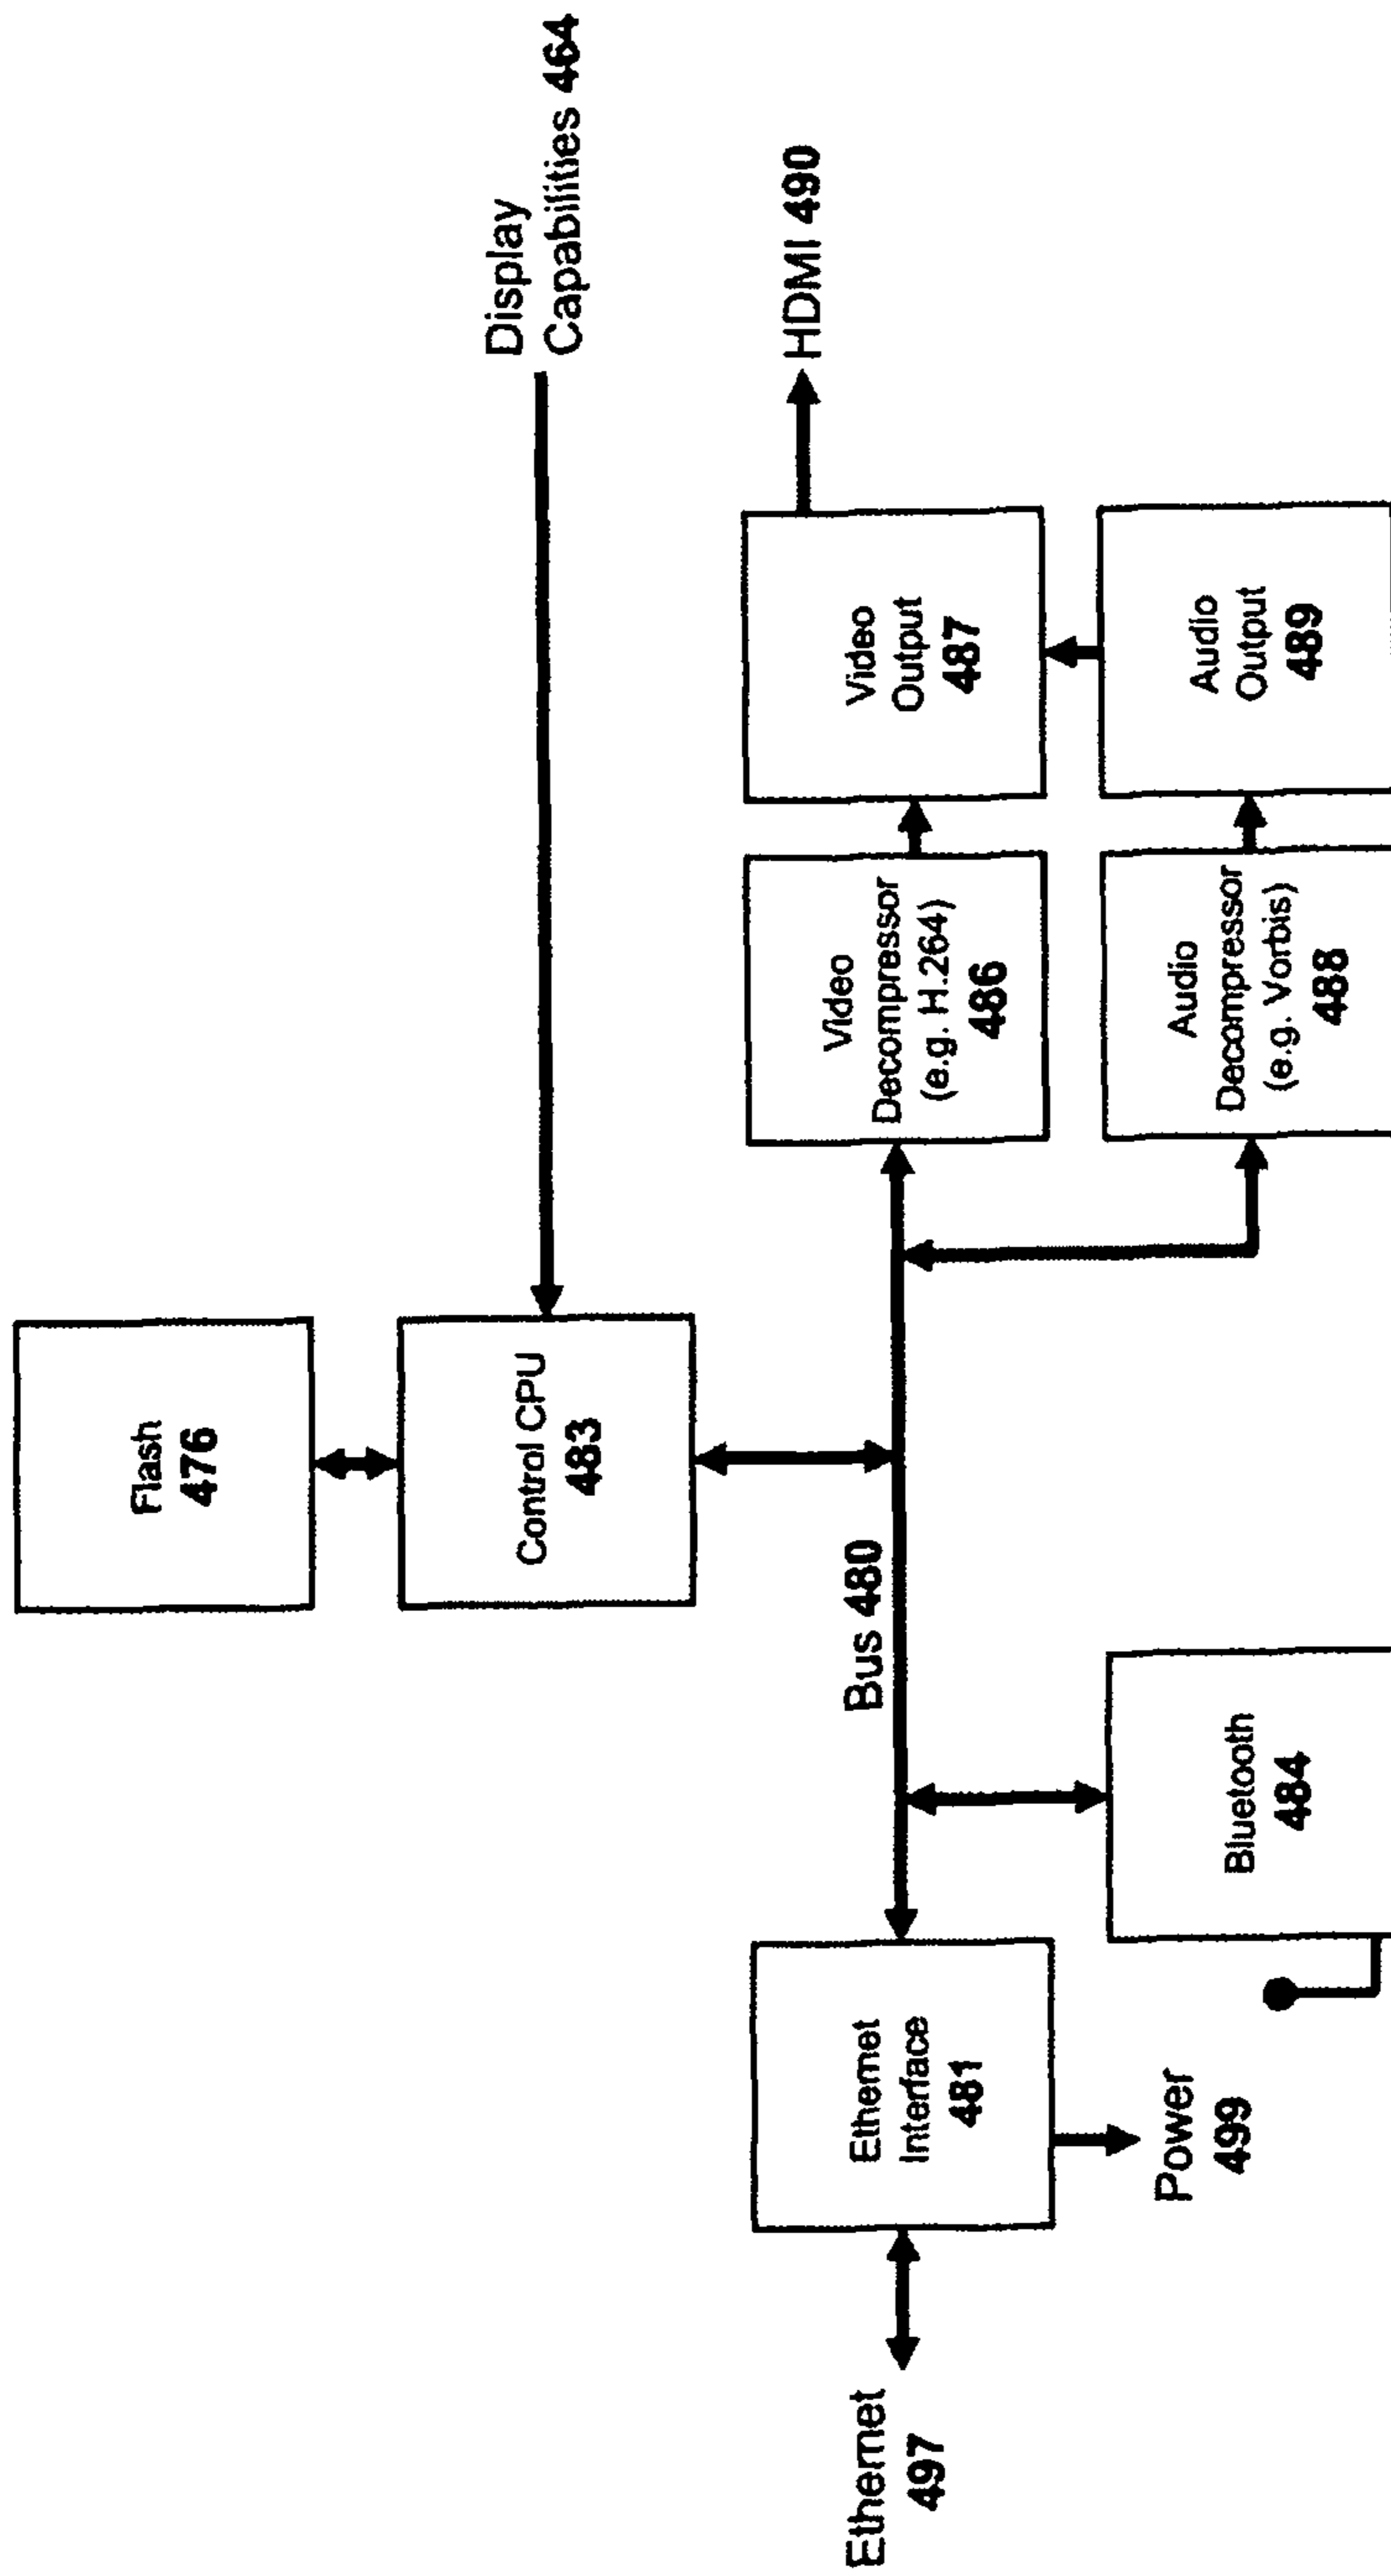 Flash
476
Display
Capabilities 464
Control CPU
483
HDMI 490
Bus 480
Ethernet
497
Ethernet
Interface
481
Video
Decompressor
(e.g. H.264)
486
Video
Output
487
Power
499
Bluetooth
484
Audio
Decompressor
(e.g. Vorbis)
488
Audio
Output
489